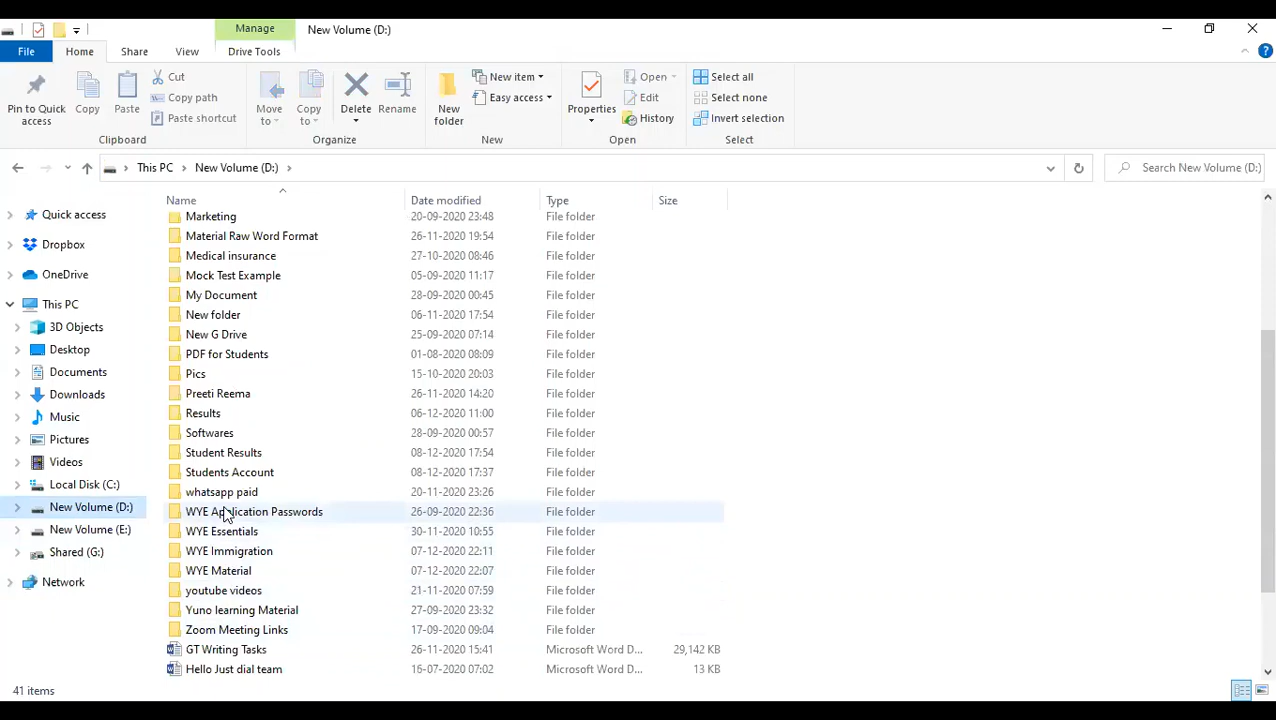 Manage
New Volume (D:)
File
Home
Share
View
Drive Tools
Pin to Quick access
Copy
Paste
Cut
Copy path
Paste shortcut
Clipboard
Move to
Copy to
Delete
Rename
Organize
New folder
New item
Easy access
New
Properties
Open
Edit
History
Open
Select all
Select none
Invert selection
Select
This PC
New Volume (D:)
Search New Volume (D:)
Quick access
Dropbox
OneDrive
This PC
3D Objects
Desktop
Documents
Downloads
Music
Pictures
Videos
Local Disk (C:)
New Volume (D:)
New Volume (E:)
Shared (G:)
Network
Name Date modified Type Size
Marketing 20-09-2020 23:48 File folder
Material Raw Word Format 26-11-2020 19:54 File folder
Medical insurance 27-10-2020 08:46 File folder
Mock Test Example 05-09-2020 11:17 File folder
My Document 28-09-2020 00:45 File folder
New folder 06-11-2020 17:54 File folder
New G Drive 25-09-2020 07:14 File folder
PDF for Students 01-08-2020 08:09 File folder
Pics 15-10-2020 20:03 File folder
Preeti Reema 26-11-2020 14:20 File folder
Results 06-12-2020 11:00 File folder
Softwares 28-09-2020 00:57 File folder
Student Results 08-12-2020 17:54 File folder
Students Account 08-12-2020 17:37 File folder
whatsapp paid 20-11-2020 23:26 File folder
WYE Application Passwords 26-09-2020 22:36 File folder
WYE Essentials 30-11-2020 10:55 File folder
WYE Immigration 07-12-2020 22:11 File folder
WYE Material 07-12-2020 22:07 File folder
youtube videos 21-11-2020 07:59 File folder
Yuno learning Material 27-09-2020 23:32 File folder
Zoom Meeting Links 17-09-2020 09:04 File folder
GT Writing Tasks 26-11-2020 15:41 Microsoft Word D... 29,142 KB
Hello Just dial team 16-07-2020 07:02 Microsoft Word D... 13 KB
41 items